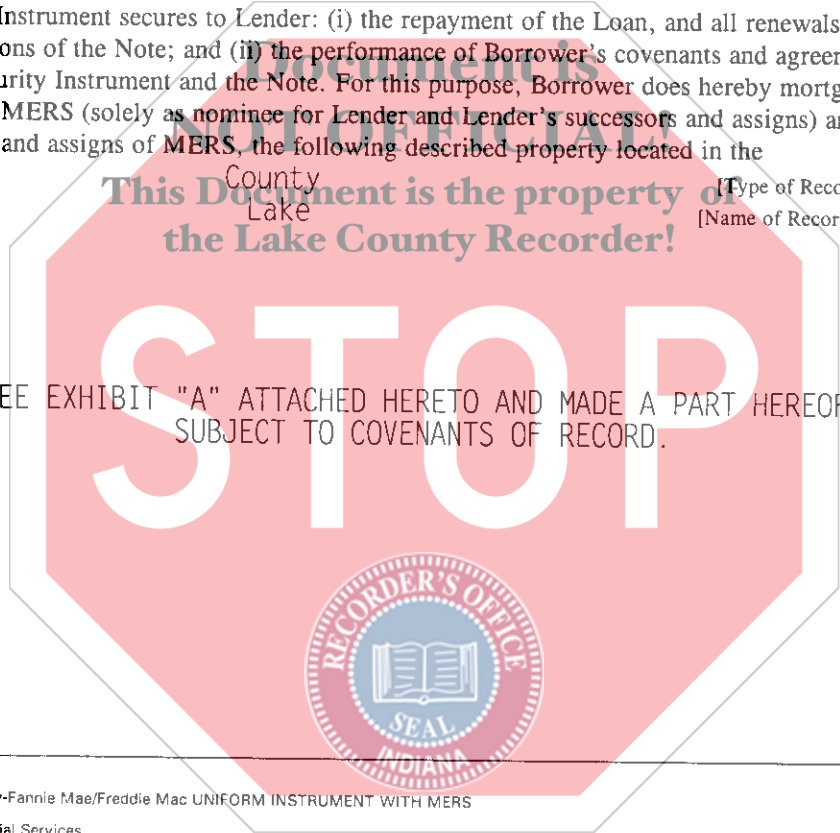 Instrument secures to Lender: (i) the repayment of the Loan, and all renewals
ons of the Note; and (ii) the performance of Borrower's covenants and agreer
urity Instrument and the Note. For this purpose, Borrower does hereby mortg
MERS (solely as nominee for Lender and Lender's successors and assigns) a
and assigns of MERS, the following described property located in the
County [Type of Reco
Lake [Name of Recor
Document is
NOT OFFICIAL!
This Document is the property of
the Lake County Recorder!
STOP
EE EXHIBIT "A" ATTACHED HERETO AND MADE A PART HEREOF
SUBJECT TO COVENANTS OF RECORD.
RECORDER'S OFFICE
SEAL
INDIANA
-Fannie Mae/Freddie Mac UNIFORM INSTRUMENT WITH MERS
ial Services